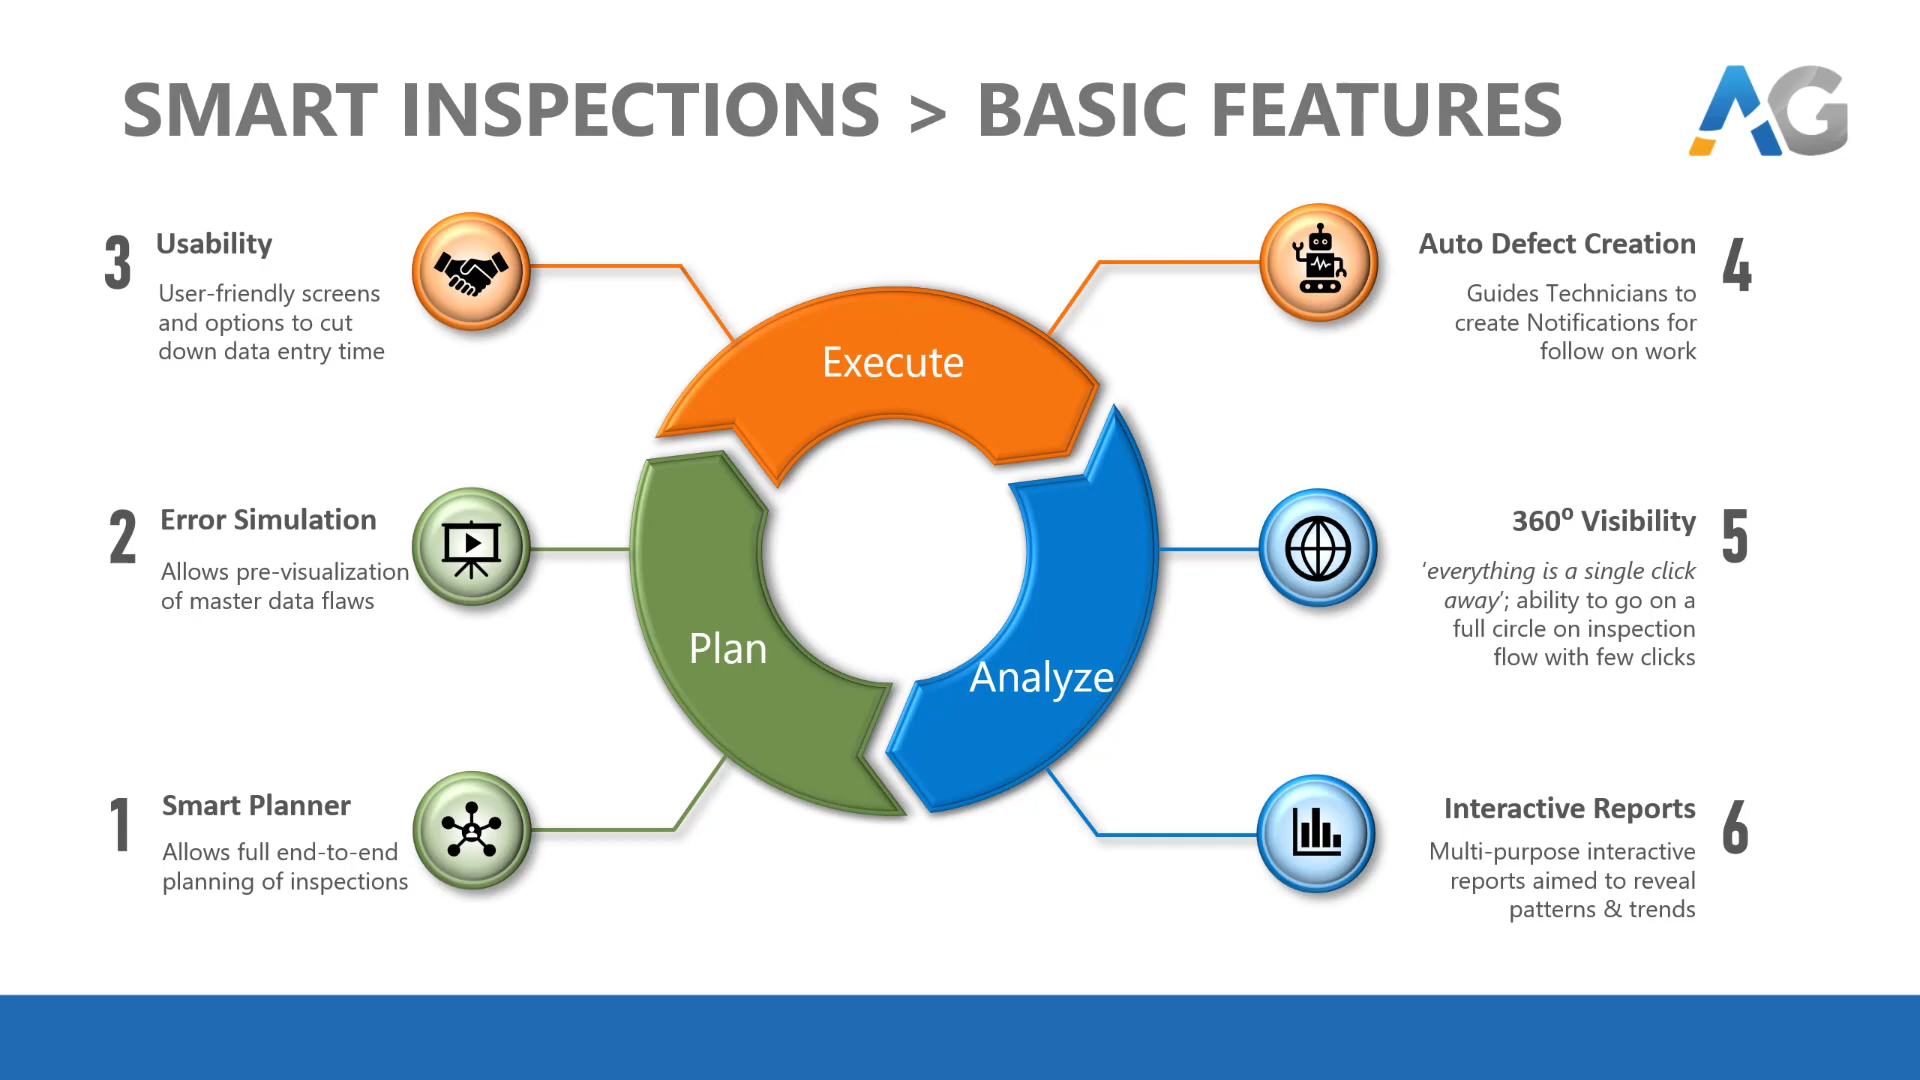 SMART INSPECTIONS > BASIC FEATURES
AG
3
Usability
User-friendly screens
and options to cut
down data entry time
2
Error Simulation
Allows pre-visualization
of master data flaws
1
Smart Planner
Allows full end-to-end
planning of inspections
Execute
Plan
Analyze
Auto Defect Creation
4
Guides Technicians to
create Notifications for
follow on work
360⁰ Visibility
5
‘everything is a single click
away’; ability to go on a
full circle on inspection
flow with few clicks
Interactive Reports
6
Multi-purpose interactive
reports aimed to reveal
patterns & trends